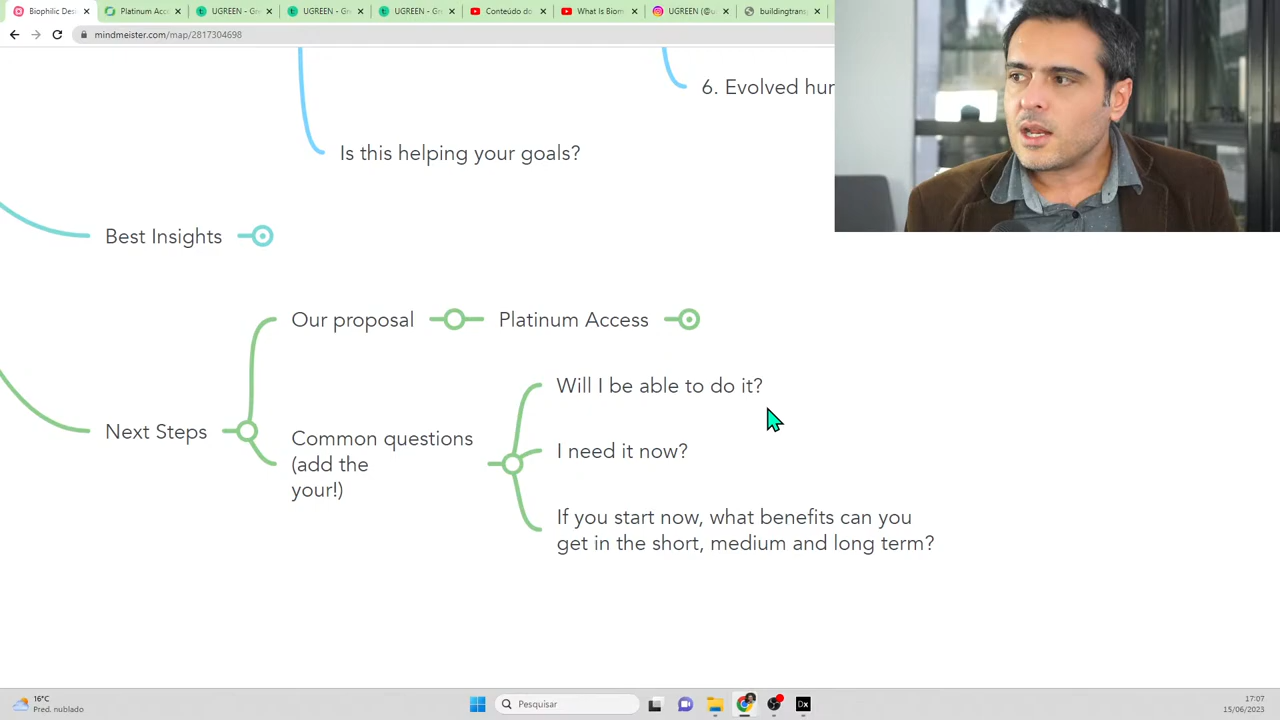 Biophilic Des
Platinum Acc
UGREEN - Gr
UGREEN - Gr
UGREEN - Gr
Conteúdo do
What Is Biom
UGREEN (@u
buildingtrans
mindmeister.com/map/2817304698
6. Evolved hur
Is this helping your goals?
Best Insights
Our proposal
Platinum Access
Will I be able to do it?
Next Steps
Common questions
(add the
your!)
I need it now?
If you start now, what benefits can you
get in the short, medium and long term?
16°C
Pred. nublado
Pesquisar
Dx
17:07
15/06/2023